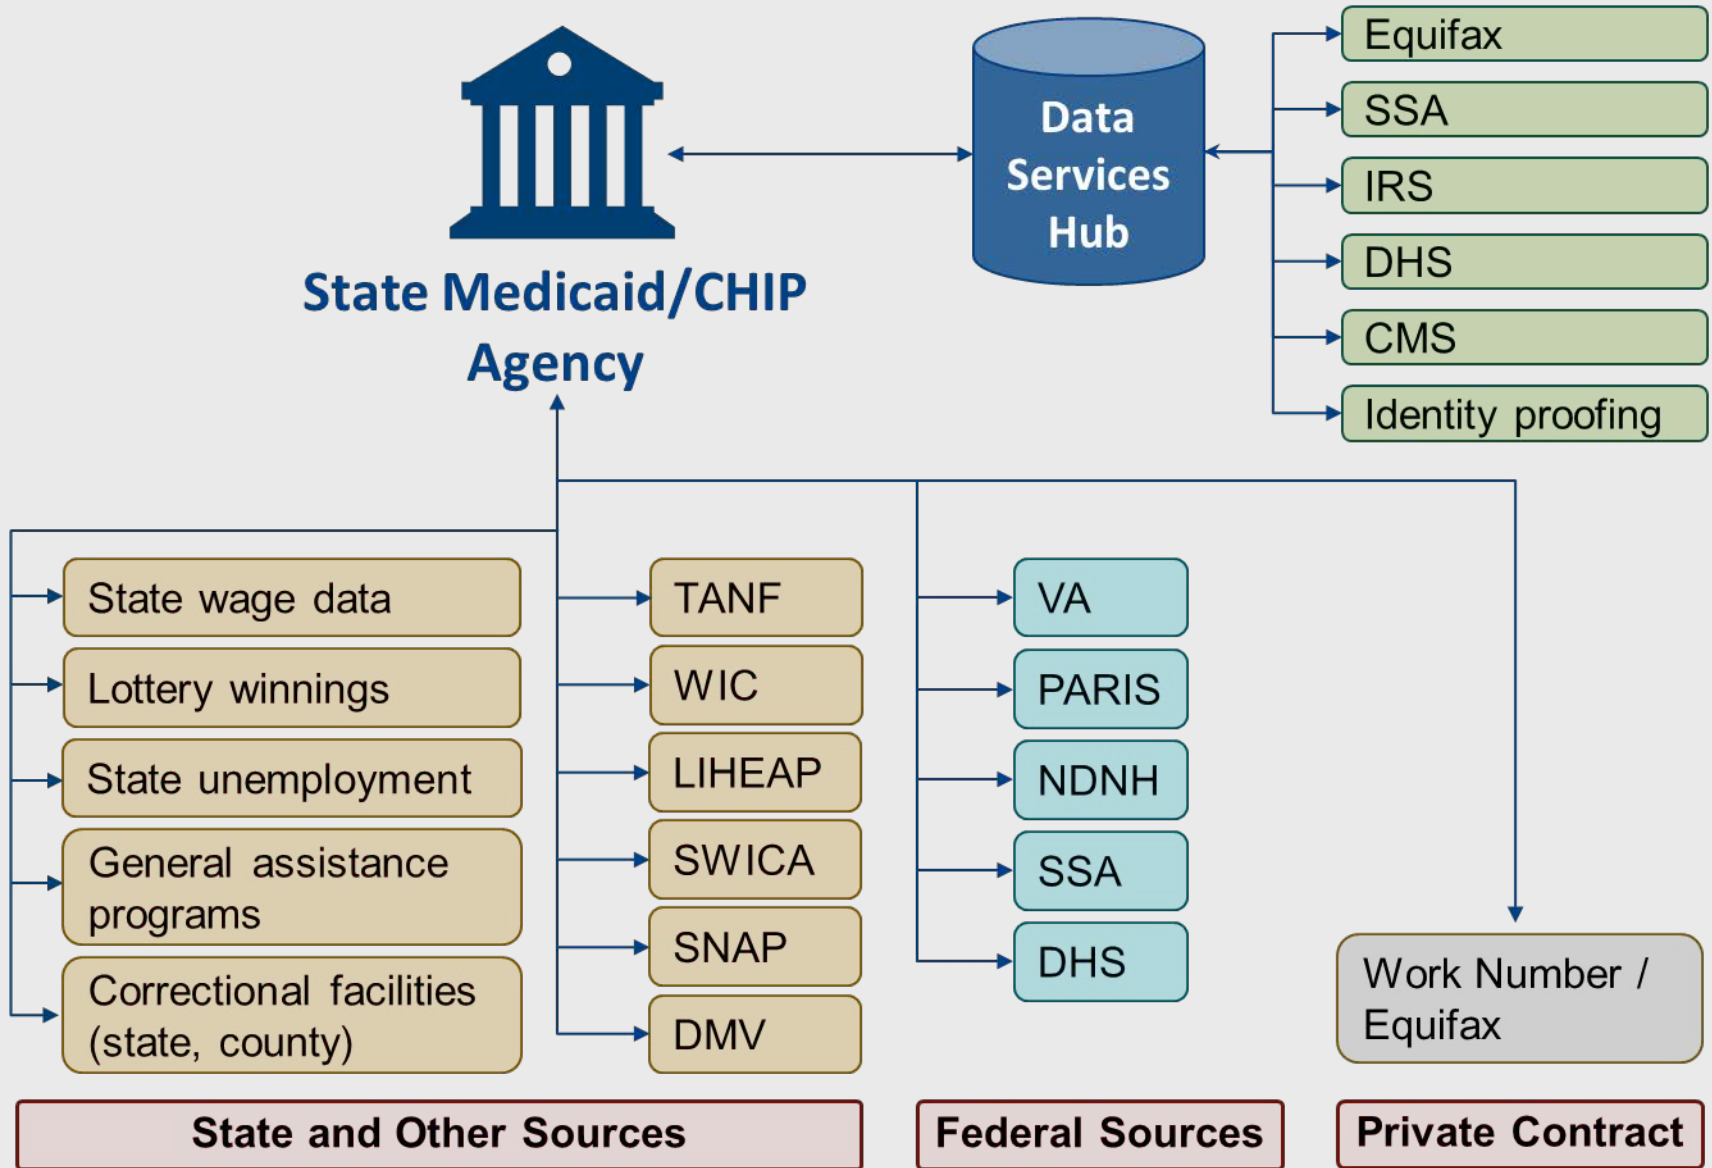 Data
Services
Hub
Equifax
SSA
IRS
DHS
CMS
Identity proofing
State Medicaid/CHIP
Agency
State wage data
Lottery winnings
State unemployment
General assistance
programs
Correctional facilities
(state, county)
TANF
WIC
LIHEAP
SWICA
SNAP
DMV
VA
PARIS
NDNH
SSA
DHS
Work Number /
Equifax
State and Other Sources
Federal Sources
Private Contract